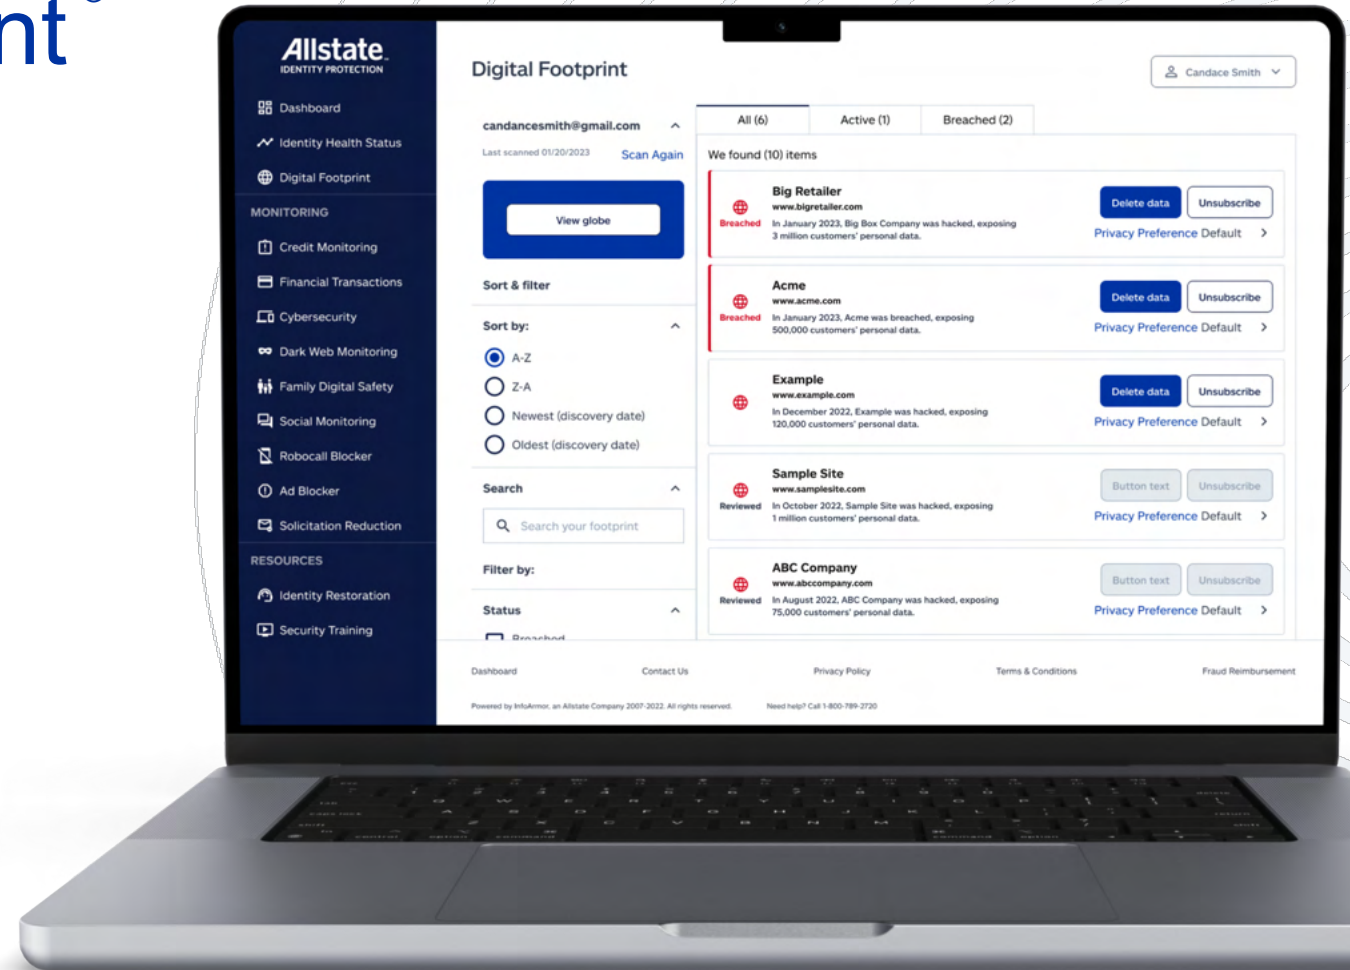 nt
Allstate
IDENTITY PROTECTION
Dashboard
Identity Health Status
Digital Footprint
MONITORING
Credit Monitoring
Financial Transactions
Cybersecurity
Dark Web Monitoring
Family Digital Safety
Social Monitoring
Robocall Blocker
Ad Blocker
Solicitation Reduction
RESOURCES
Identity Restoration
Security Training
Digital Footprint
Candace Smith
candancesmith@gmail.com
Last scanned 01/20/2023 Scan Again
View globe
Sort & filter
Sort by:
A-Z
Z-A
Newest (discovery date)
Oldest (discovery date)
Search
Search your footprint
Filter by:
Status
Breached
All (6) Active (1) Breached (2)
We found (10) items
Breached
Big Retailer
www.bigretailer.com
In January 2023, Big Box Company was hacked, exposing
3 million customers' personal data.
Delete data Unsubscribe
Privacy Preference Default
Breached
Acme
www.acme.com
In January 2023, Acme was breached, exposing
500,000 customers' personal data.
Delete data Unsubscribe
Privacy Preference Default
Example
www.example.com
In December 2022, Example was hacked, exposing
120,000 customers' personal data.
Delete data Unsubscribe
Privacy Preference Default
Reviewed
Sample Site
www.samplesite.com
In October 2022, Sample Site was hacked, exposing
1 million customers' personal data.
Button text Unsubscribe
Privacy Preference Default
Reviewed
ABC Company
www.abccompany.com
In August 2022, ABC Company was hacked, exposing
75,000 customers' personal data.
Button text Unsubscribe
Privacy Preference Default
Dashboard Contact Us Privacy Policy Terms & Conditions Fraud Reimbursement
Powered by InfoArmor, an Allstate Company 2007-2022. All rights reserved. Need help? Call 1-800-789-2720